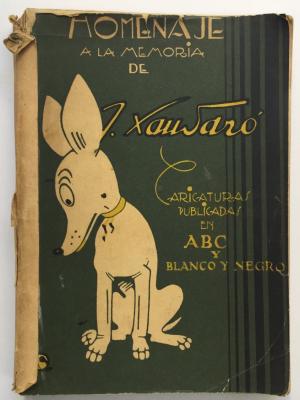 HOMENAJE
A LA MEMORIA
DE
J. Xaudaró
CARICATURAS
PUBLICADAS
EN
ABC
Y
BLANCO Y NEGRO